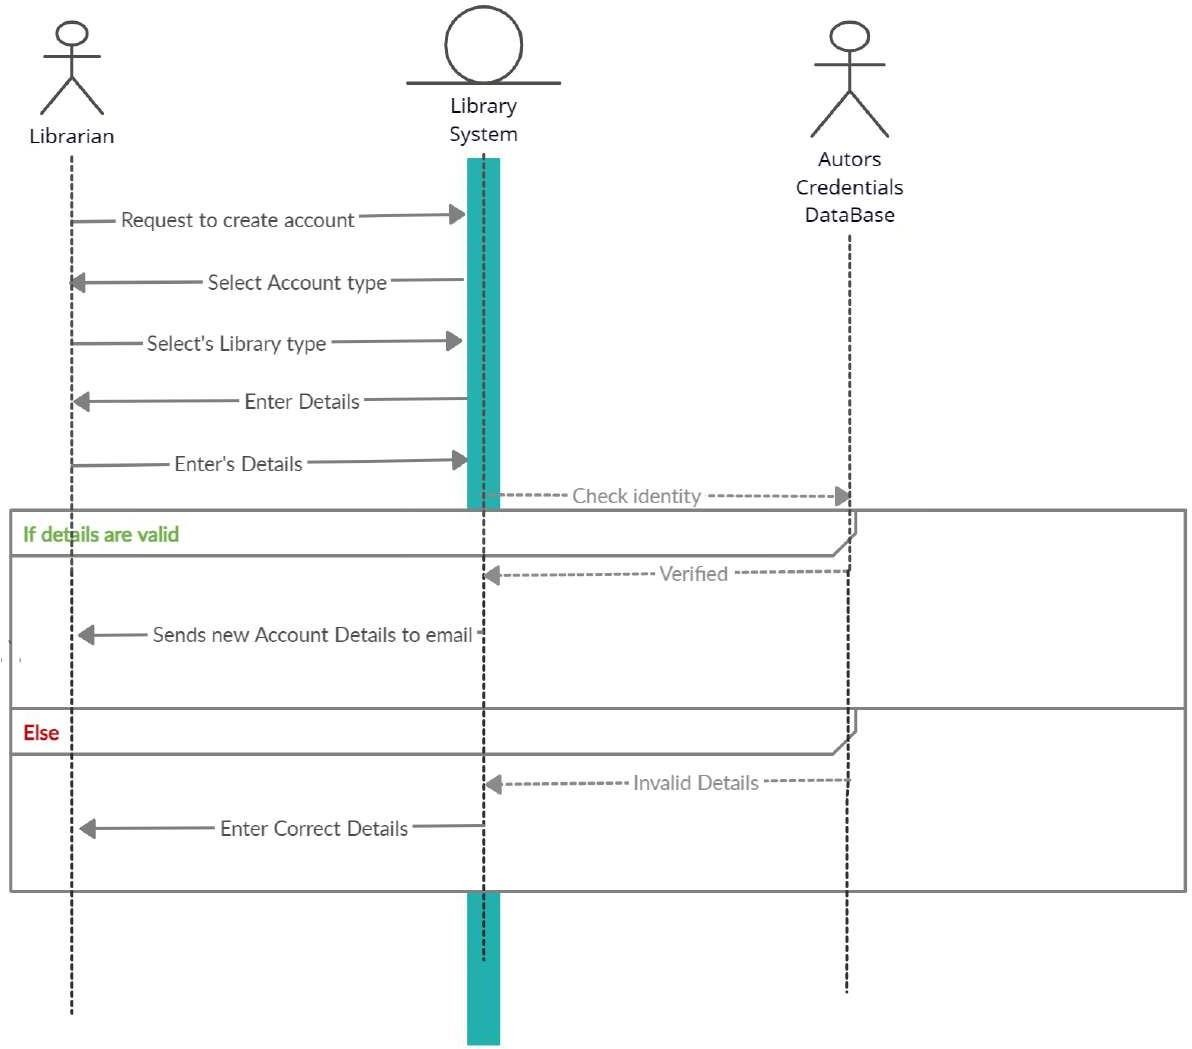 Librarian
Library
System
Autors
Credentials
DataBase
Request to create account
Select Account type
Select's Library type
Enter Details
Enter's Details
Check identity
If details are valid
Verified
Sends new Account Details to email
Else
Invalid Details
Enter Correct Details